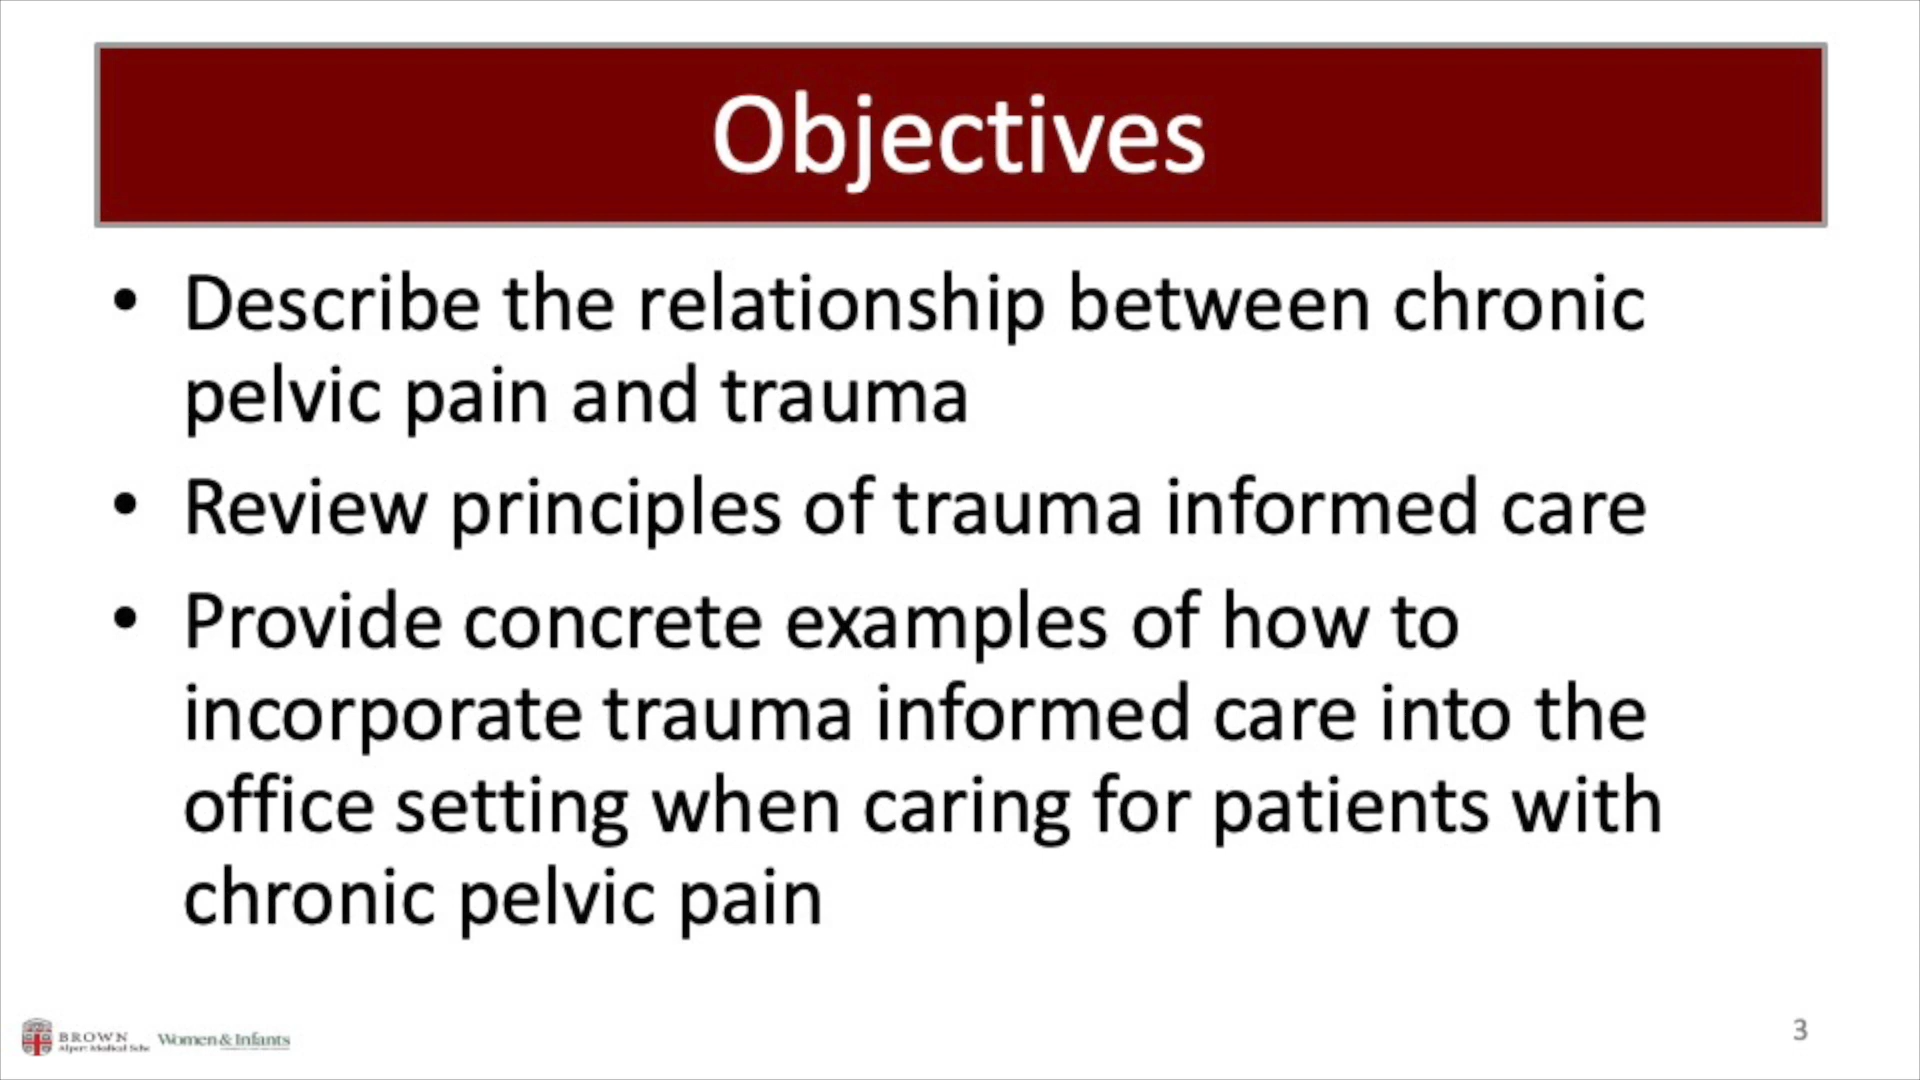 Objectives
• Describe the relationship between chronic
pelvic pain and trauma
• Review principles of trauma informed care
• Provide concrete examples of how to
incorporate trauma informed care into the
office setting when caring for patients with
chronic pelvic pain
BROWN
Alpert Medical
Women & Infants
3